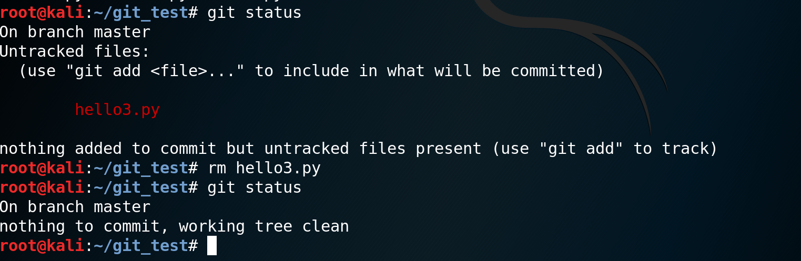 root@kali:~/git_test# git status
On branch master
Untracked files:
  (use "git add <file>..." to include in what will be committed)
        hello3.py
nothing added to commit but untracked files present (use "git add" to track)
root@kali:~/git_test# rm hello3.py
root@kali:~/git_test# git status
On branch master
nothing to commit, working tree clean
root@kali:~/git_test#